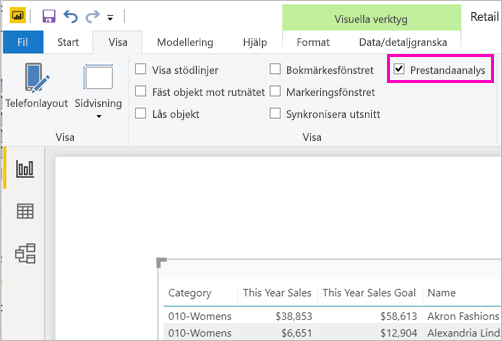 Visuella verktyg
Retail
Fil Start Visa Modellering Hjälp Format Data/detaljgranska
Visa stödlinjer Bokmärkesfönstret Prestandaanalys
Fäst objekt mot rutnätet Markeringsfönstret
Lås objekt Synkronisera utsnitt
Telefonlayout Sidvisning
Visa Visa
Category This Year Sales This Year Sales Goal Name
010-Womens $38,853 $58,613 Akron Fashions
010-Womens $6,651 $12,904 Alexandria Lind